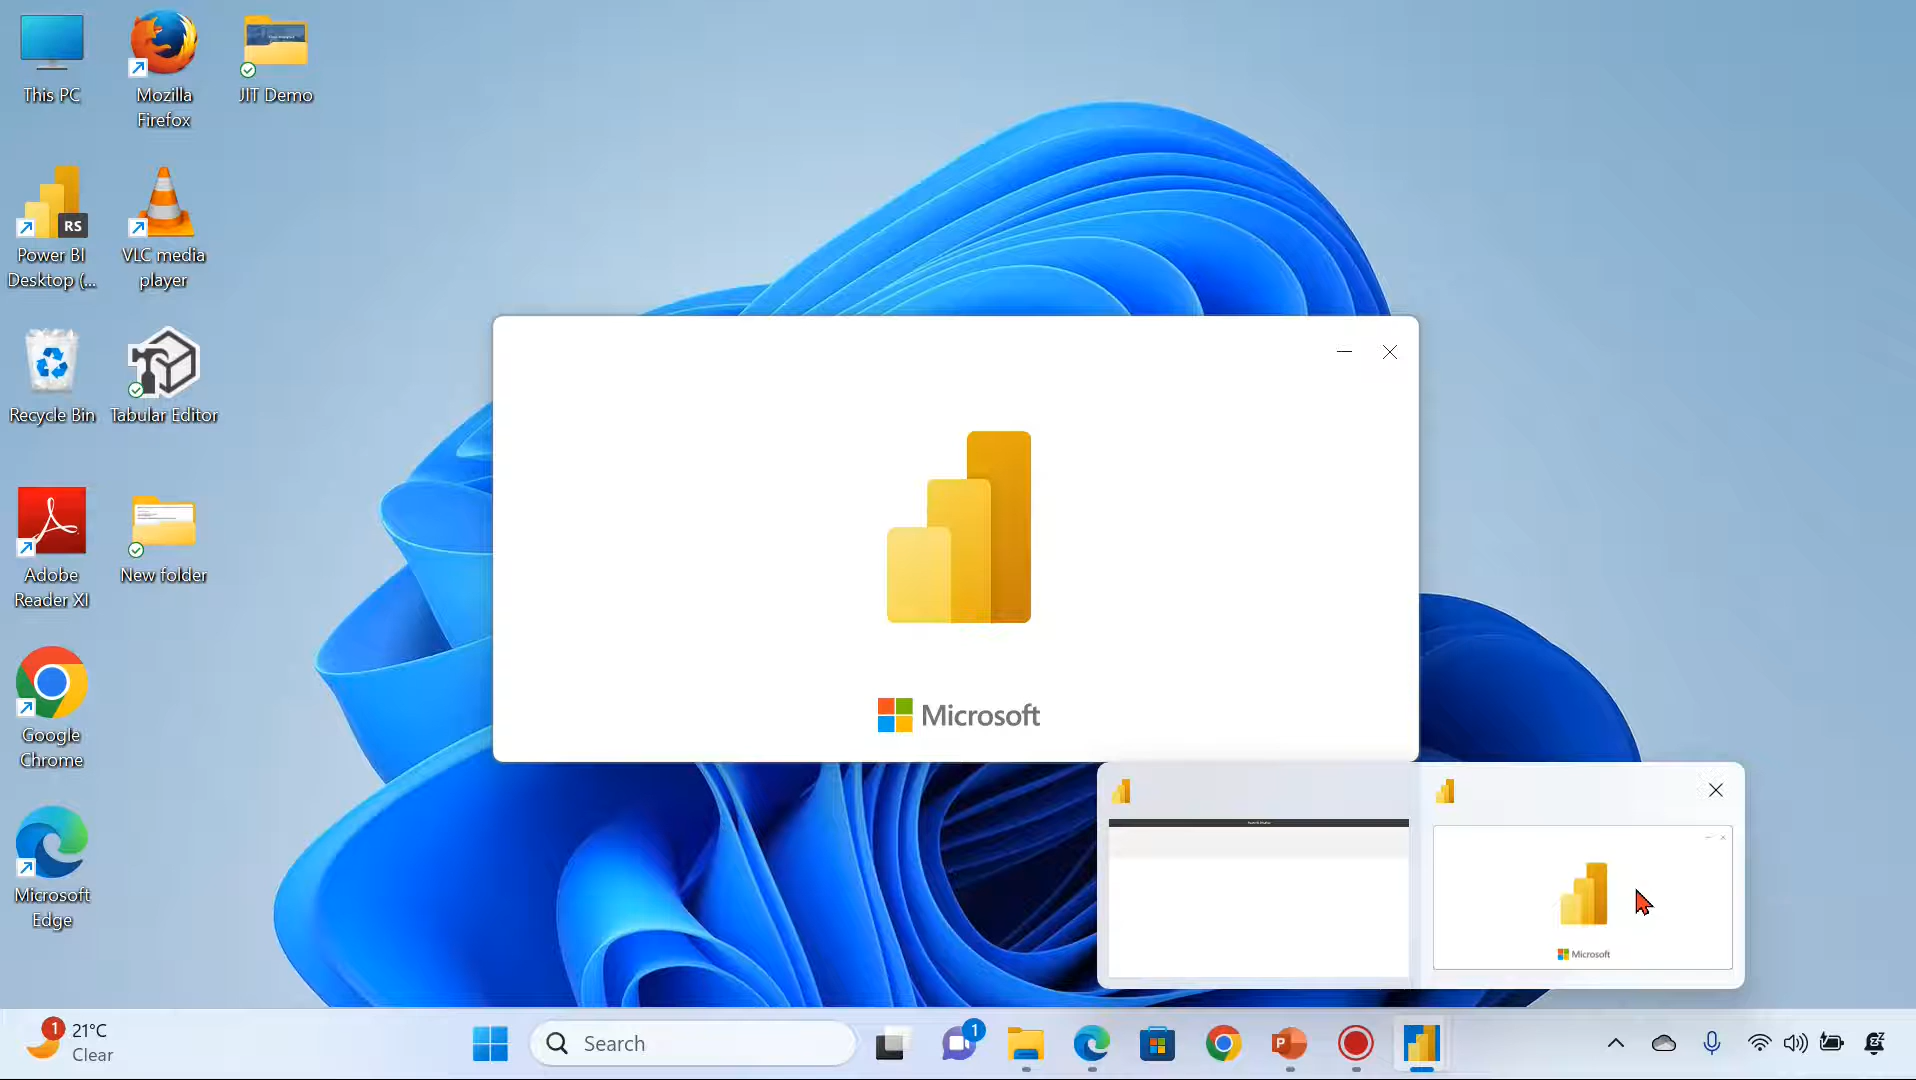 This PC
Mozilla
Firefox
JIT Demo
RS
Power BI
Desktop (...
VLC media
player
Recycle Bin
Tabular Editor
Adobe
Reader XI
New folder
Google
Chrome
Microsoft
Edge
Microsoft
Microsoft
1
21°C
Clear
Search
1
P